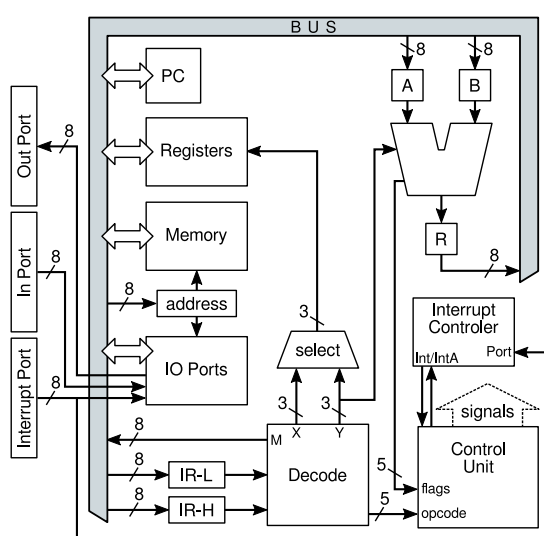 BUS
8
8
PC
A
B
Out Port
8
Registers
In Port
8
Memory
R
8
8
address
3
Interrupt
Controler
Int/IntA
Port
select
IO Ports
Interrupt Port
8
3
3
signals
8
M
X
Y
Decode
Control
Unit
8
IR-L
5
flags
8
IR-H
5
opcode